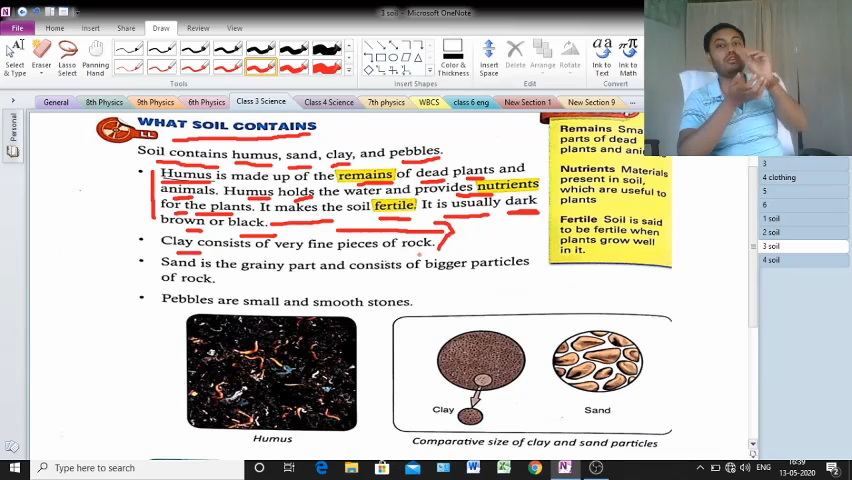 3 soil - Microsoft OneNote
File Home Insert Draw History Review View
Select & Type
Eraser
Lasso Select
Panning Hand
Tools
Insert Shapes
Color & Thickness
Insert Space
Delete
Arrange
Rotate
Edit
Ink to Text
Ink to Math
Convert
General 8th Physics 9th Physics 6th Physics Class 3 Science Class 4 Science 7th physics WBCS class 6 eng New Section 1 New Section 9 ...
Personal
LL
WHAT SOIL CONTAINS
Soil contains humus, sand, clay, and pebbles.
• Humus is made up of the remains of dead plants and
animals. Humus holds the water and provides nutrients
for the plants. It makes the soil fertile. It is usually dark
brown or black.
• Clay consists of very fine pieces of rock.
• Sand is the grainy part and consists of bigger particles
of rock.
• Pebbles are small and smooth stones.
Humus
Clay
Sand
Comparative size of clay and sand particles
Remains Sma
parts of dead
plants and ani
Nutrients Materials
present in soil,
which are useful to
plants
Fertile Soil is said
to be fertile when
plants grow well
in it.
3
4 clothing
5
6
1 soil
2 soil
3 soil
4 soil
Type here to search
ENG
16:39
13-05-2020
2